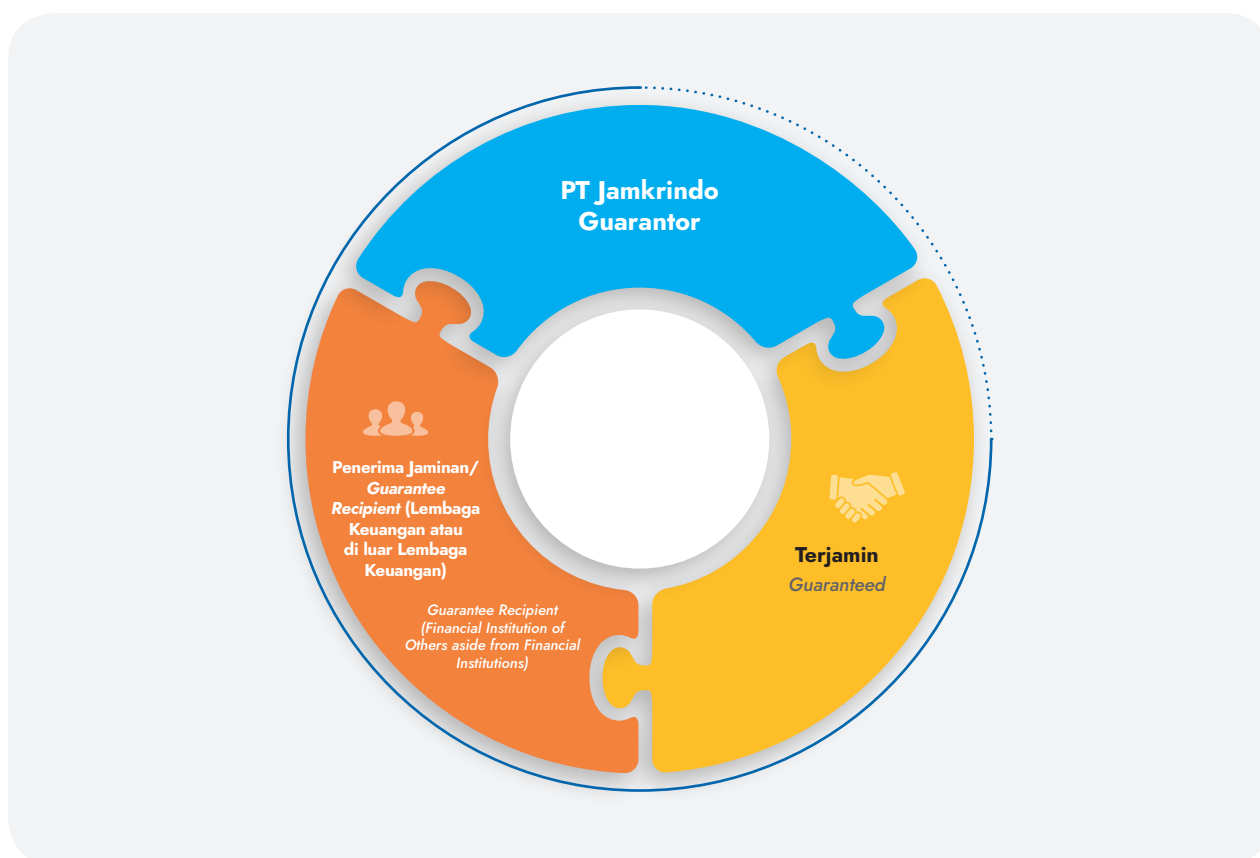 PT Jamkrindo
Guarantor
Penerima Jaminan/
Guarantee
Recipient (Lembaga
Keuangan atau
di luar Lembaga
Keuangan)
Guarantee Recipient
(Financial Institution of
Others aside from Financial
Institutions)
Terjamin
Guaranteed